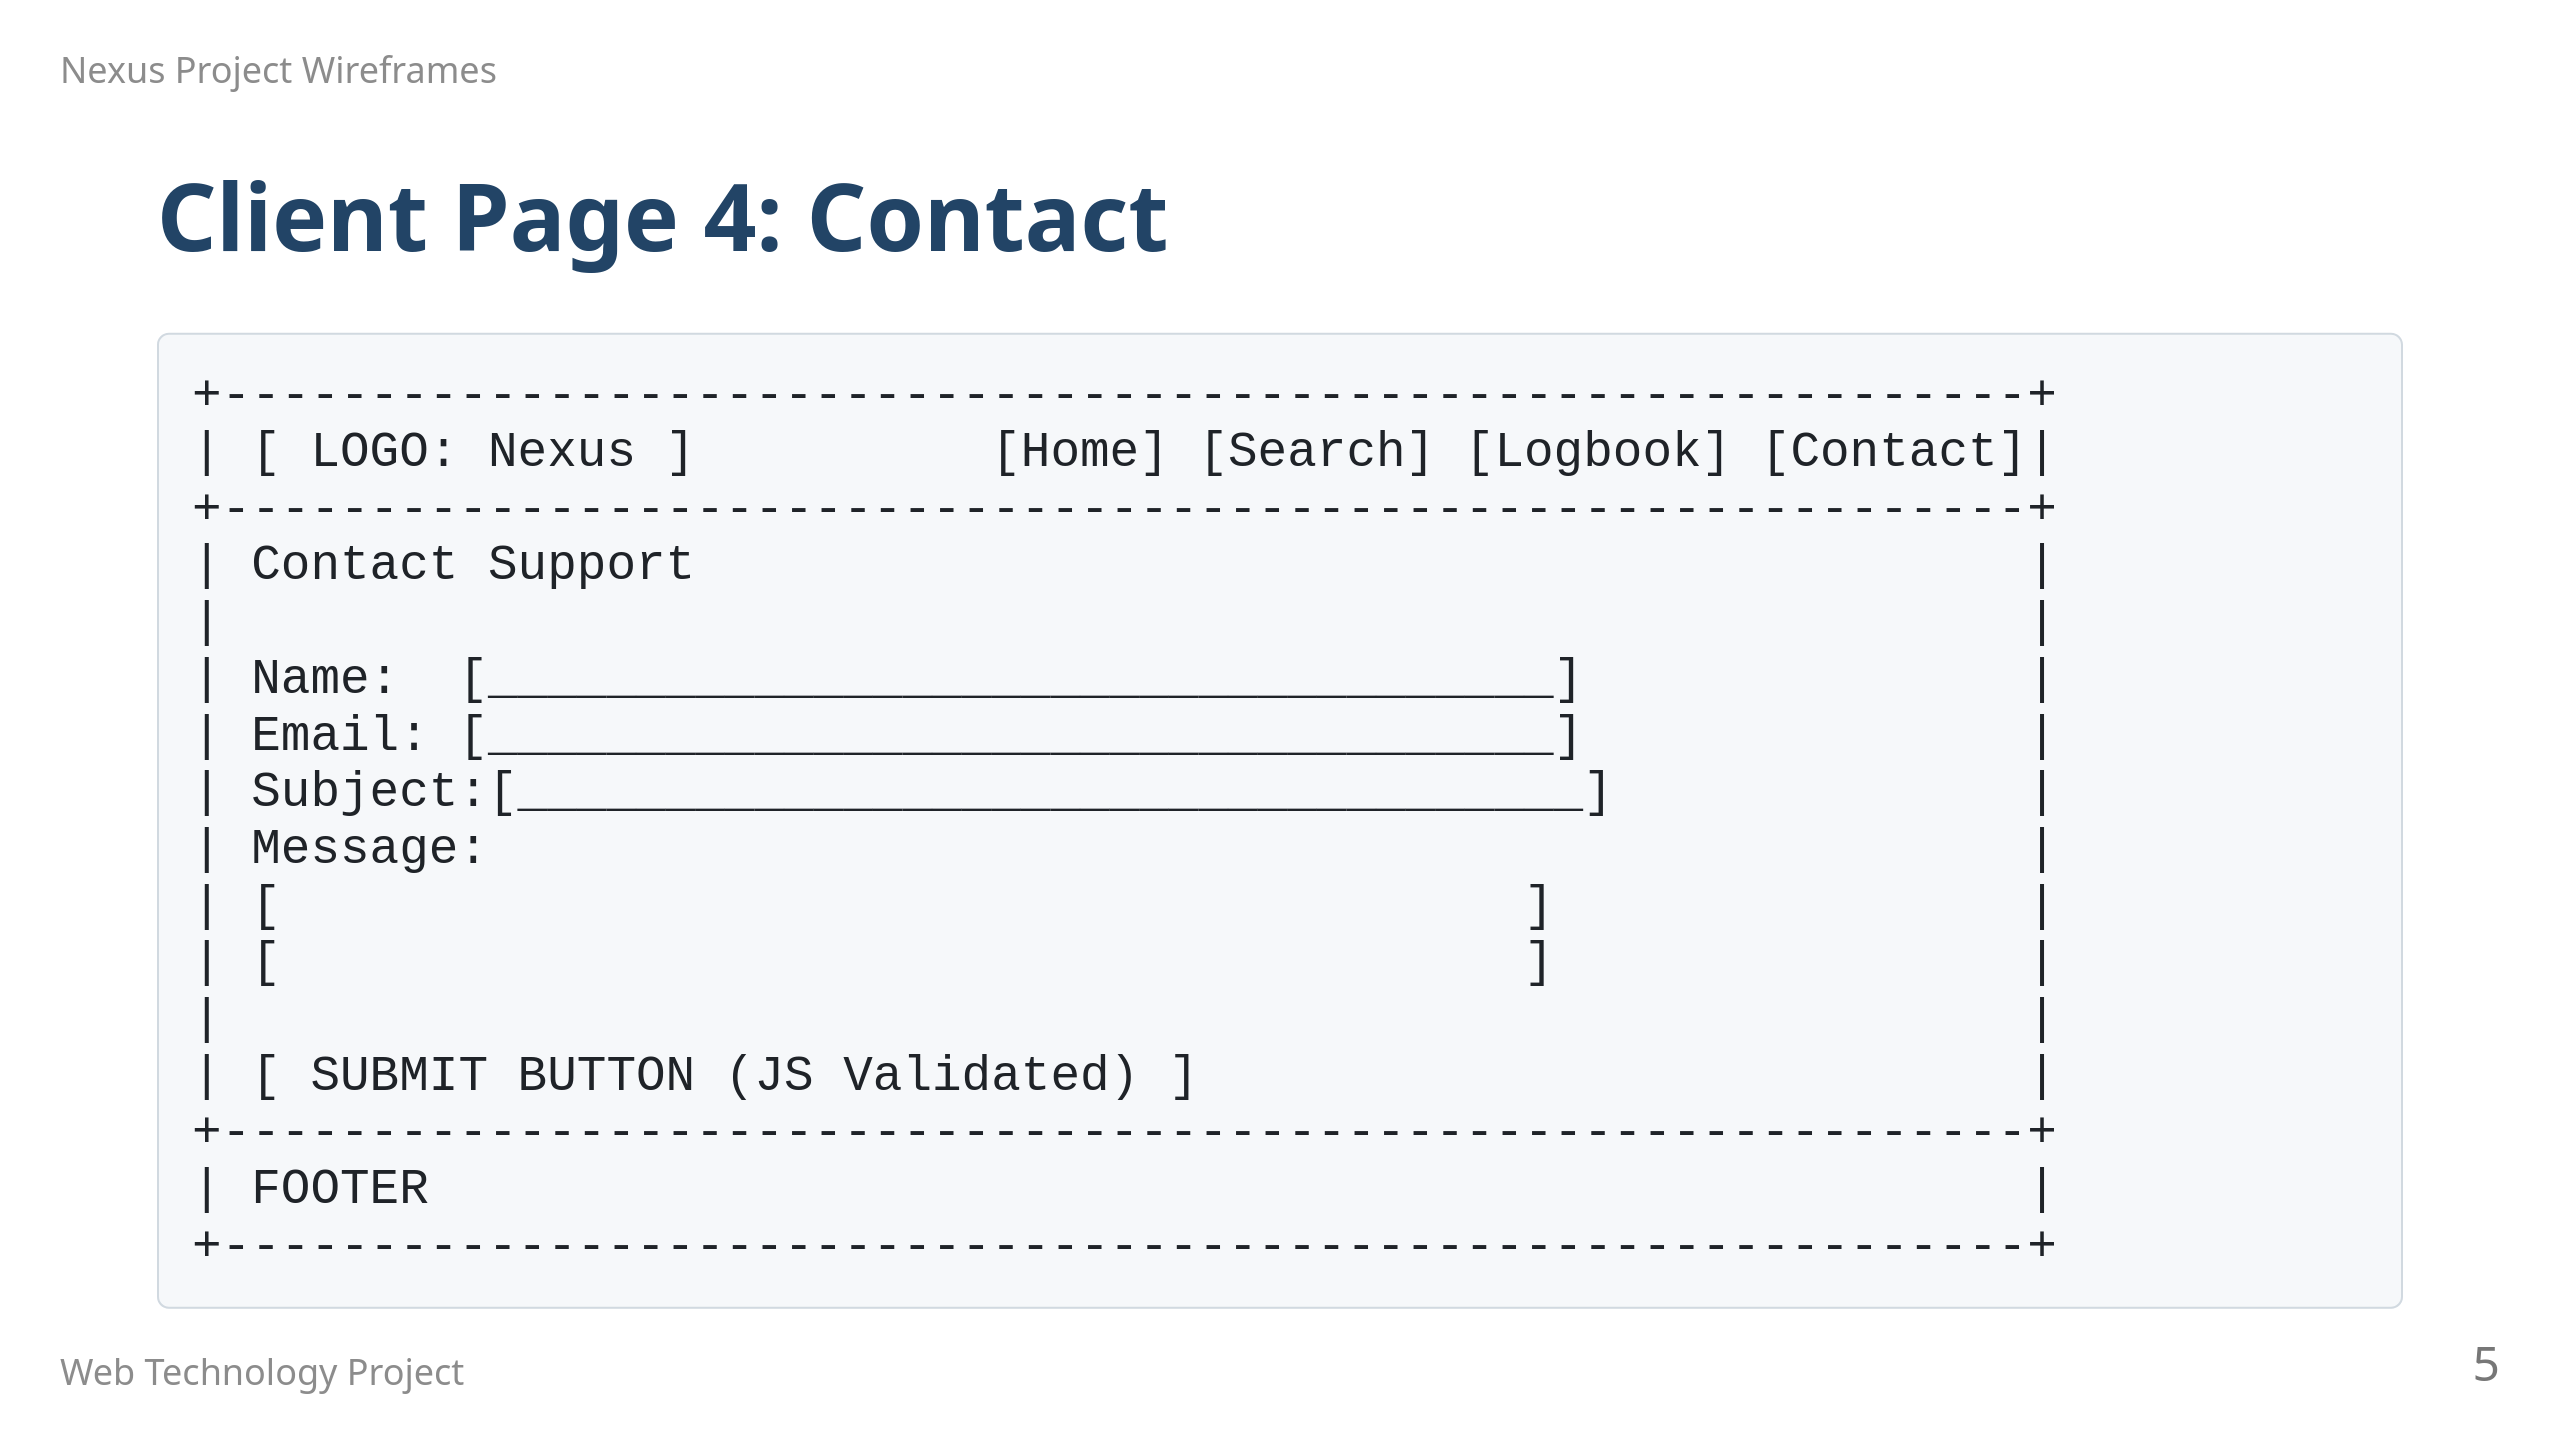 Nexus Project Wireframes
Client Page 4: Contact
+-------------------------------------------------------------+
| [ LOGO: Nexus ]          [Home] [Search] [Logbook] [Contact]|
+-------------------------------------------------------------+
| Contact Support                                             |
|                                                             |
| Name:  [____________________________________]               |
| Email: [____________________________________]               |
| Subject:[____________________________________]              |
| Message:                                                    |
| [                                          ]                |
| [                                          ]                |
|                                                             |
| [ SUBMIT BUTTON (JS Validated) ]                            |
+-------------------------------------------------------------+
| FOOTER                                                      |
+-------------------------------------------------------------+
Web Technology Project
5